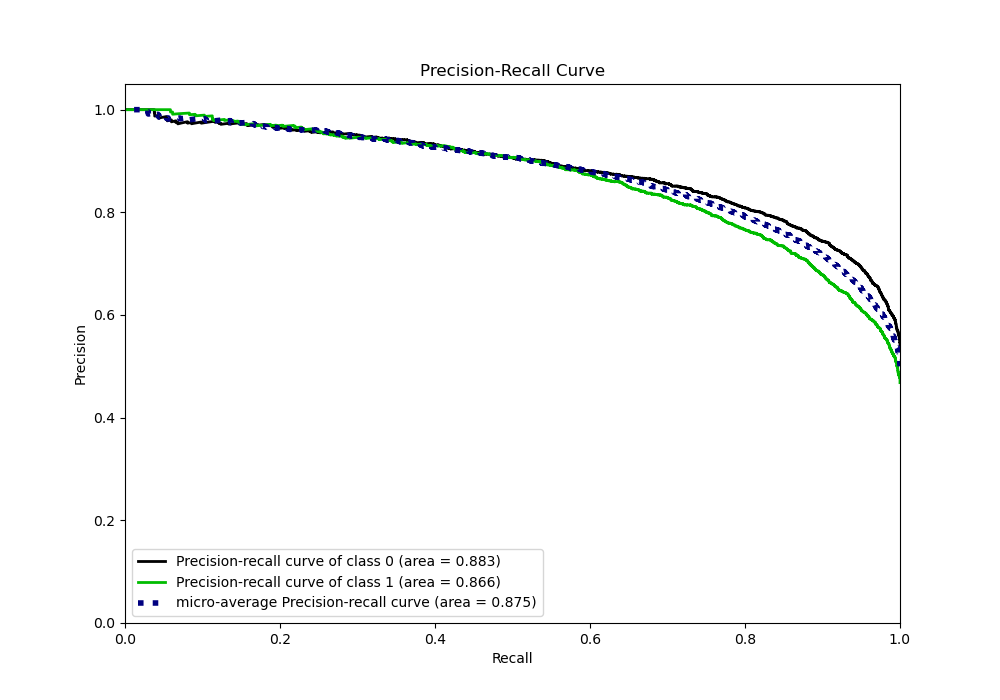 Precision-Recall Curve
1.0
0.8
0.6
0.4
0.2
0.0
Precision
Precision-recall curve of class 0 (area = 0.883)
Precision-recall curve of class 1 (area = 0.866)
micro-average Precision-recall curve (area = 0.875)
0.0 0.2 0.4 0.6 0.8 1.0
Recall